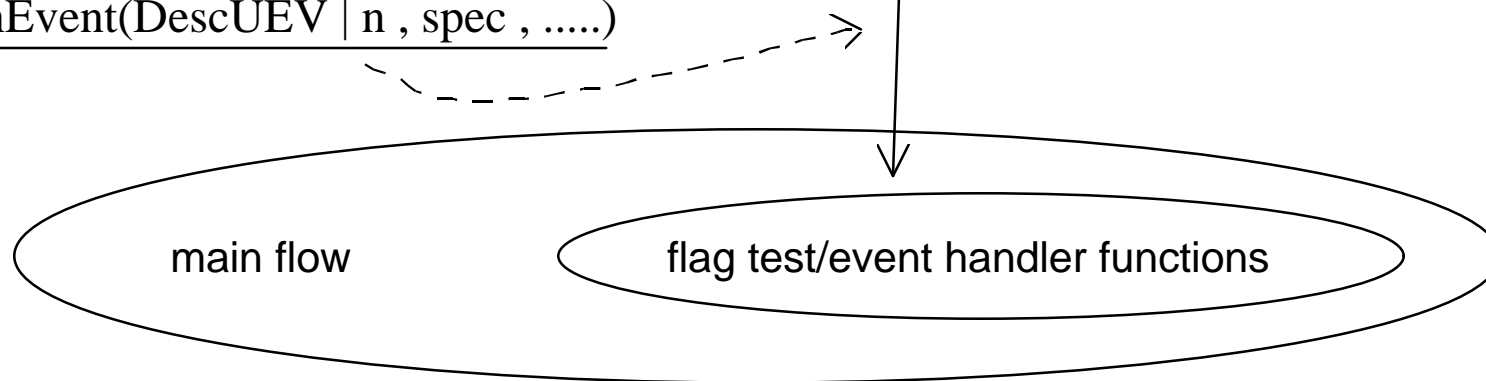 nEvent(DescUEV | n , spec , .....)
main flow
flag test/event handler functions